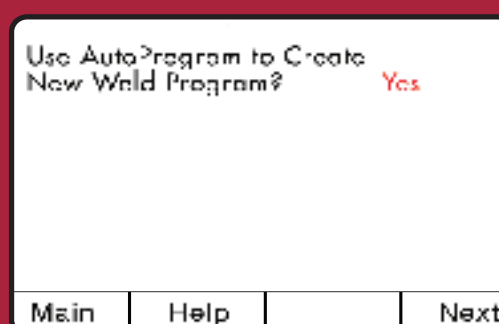 Use AutoProgram to Create
New Weld Program? Yes
Main Help Next